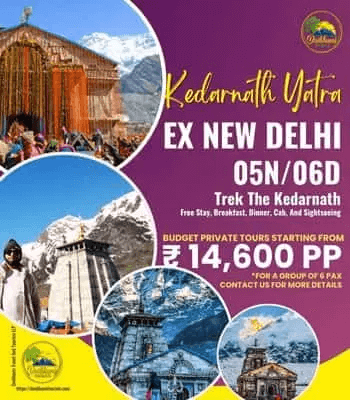 Kedarnath Yatra
EX NEW DELHI
05N/06D
Trek The Kedarnath
Free Stay, Breakfast, Dinner, Cab, And Sightseeing
BUDGET PRIVATE TOURS STARTING FROM
₹ 14,600 PP
*FOR A GROUP OF 6 PAX
CONTACT US FOR MORE DETAILS